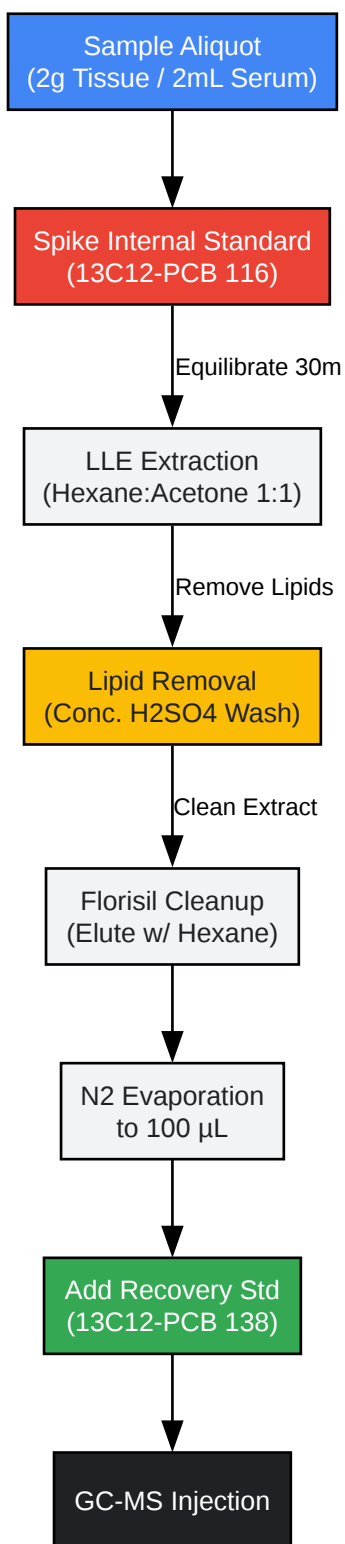 Sample Aliquot
(2g Tissue / 2mL Serum)
Spike Internal Standard
(13C12-PCB 116)
Equilibrate 30m
LLE Extraction
(Hexane:Acetone 1:1)
Remove Lipids
Lipid Removal
(Conc. H2SO4 Wash)
Clean Extract
Florisil Cleanup
(Elute w/ Hexane)
N2 Evaporation
to 100 µL
Add Recovery Std
(13C12-PCB 138)
GC-MS Injection